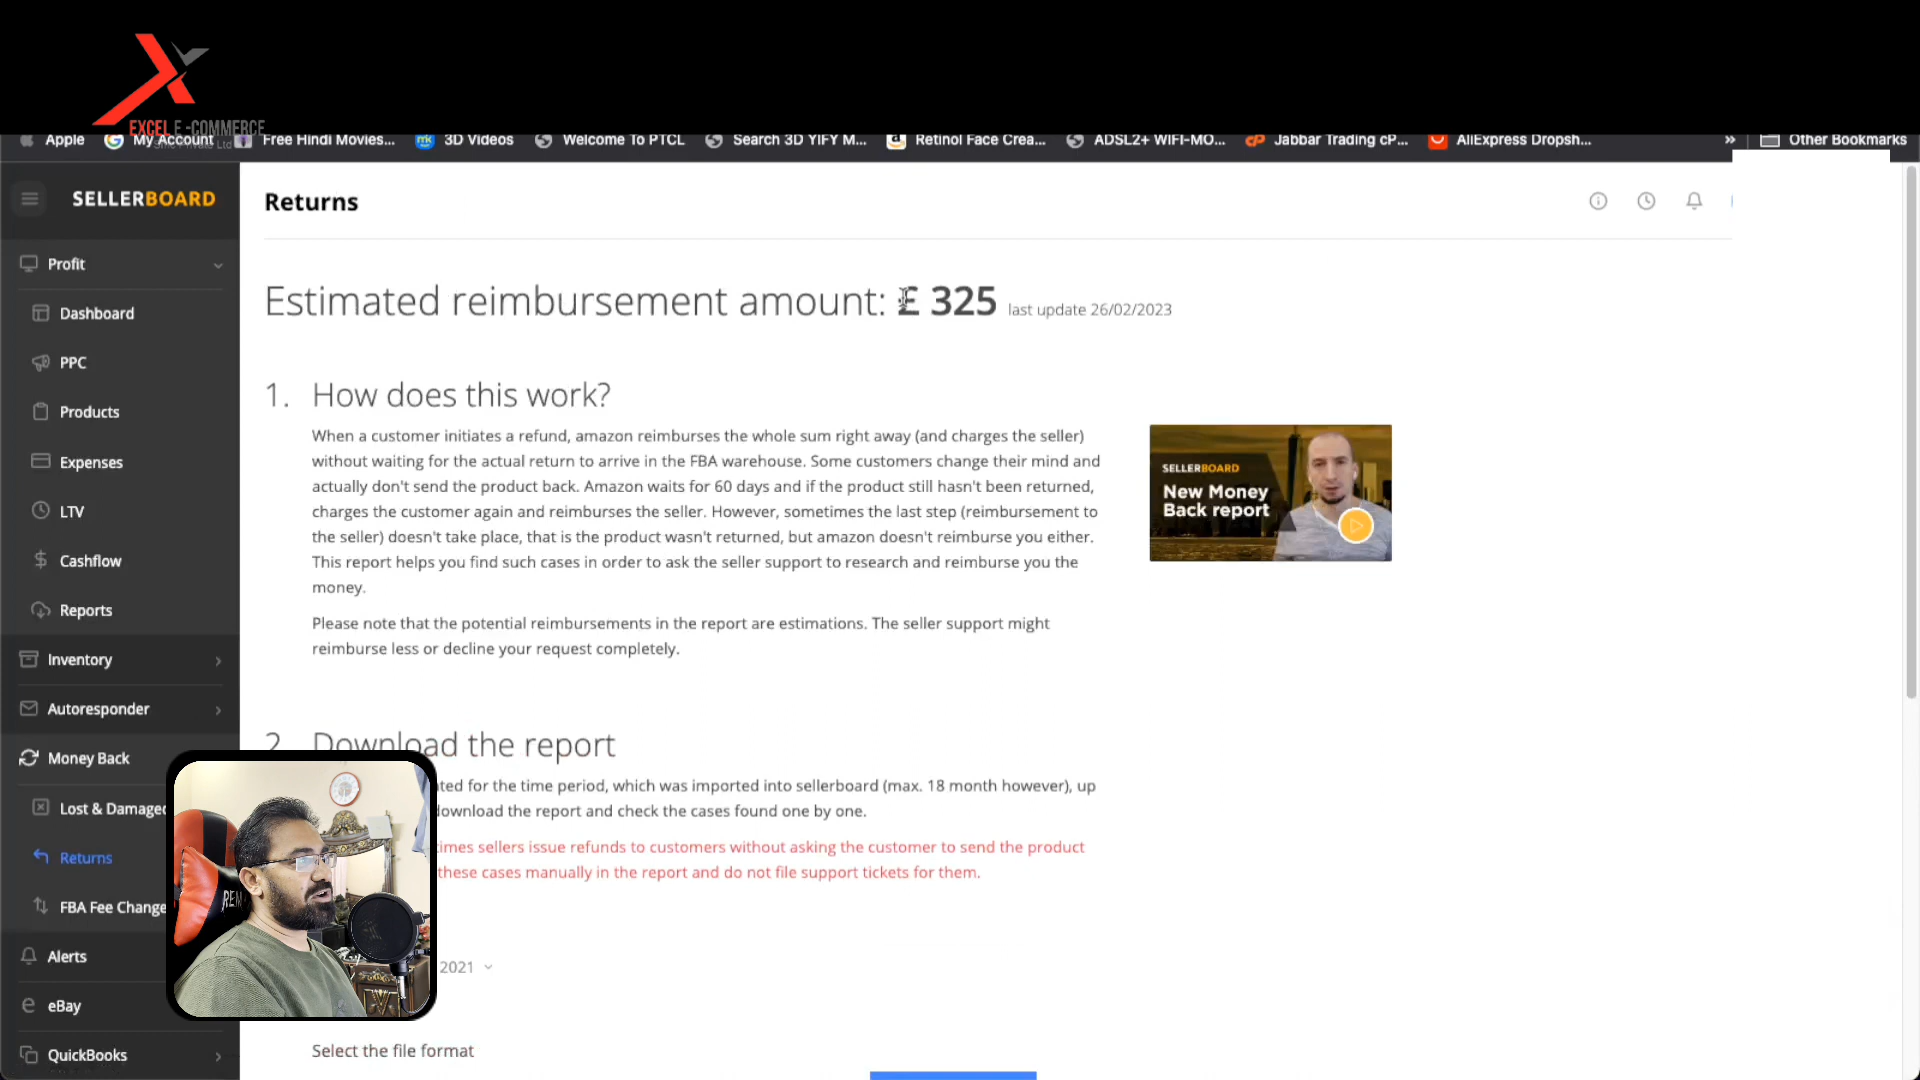 EXCEL E-COMMERCE
Apple
My Account
Free Hindi Movies...
3D Videos
Welcome To PTCL
Search 3D YIFY M...
Retinol Face Crea...
ADSL2+ WIFI-MO...
Jabbar Trading cP...
AliExpress Dropsh...
»
Other Bookmarks
SELLERBOARD
Returns
Profit
Dashboard
PPC
Products
Expenses
LTV
Cashflow
Reports
Inventory
Autoresponder
Money Back
Lost & Damaged
Returns
FBA Fee Change
Alerts
eBay
QuickBooks
Estimated reimbursement amount: £ 325 last update 26/02/2023
1. How does this work?
When a customer initiates a refund, amazon reimburses the whole sum right away (and charges the seller)
without waiting for the actual return to arrive in the FBA warehouse. Some customers change their mind and
actually don't send the product back. Amazon waits for 60 days and if the product still hasn't been returned,
charges the customer again and reimburses the seller. However, sometimes the last step (reimbursement to
the seller) doesn't take place, that is the product wasn't returned, but amazon doesn't reimburse you either.
This report helps you find such cases in order to ask the seller support to research and reimburse you the
money.
Please note that the potential reimbursements in the report are estimations. The seller support might
reimburse less or decline your request completely.
SELLERBOARD
New Money
Back report
2. Download the report
ted for the time period, which was imported into sellerboard (max. 18 month however), up
ownload the report and check the cases found one by one.
times sellers issue refunds to customers without asking the customer to send the product
these cases manually in the report and do not file support tickets for them.
2021
Select the file format